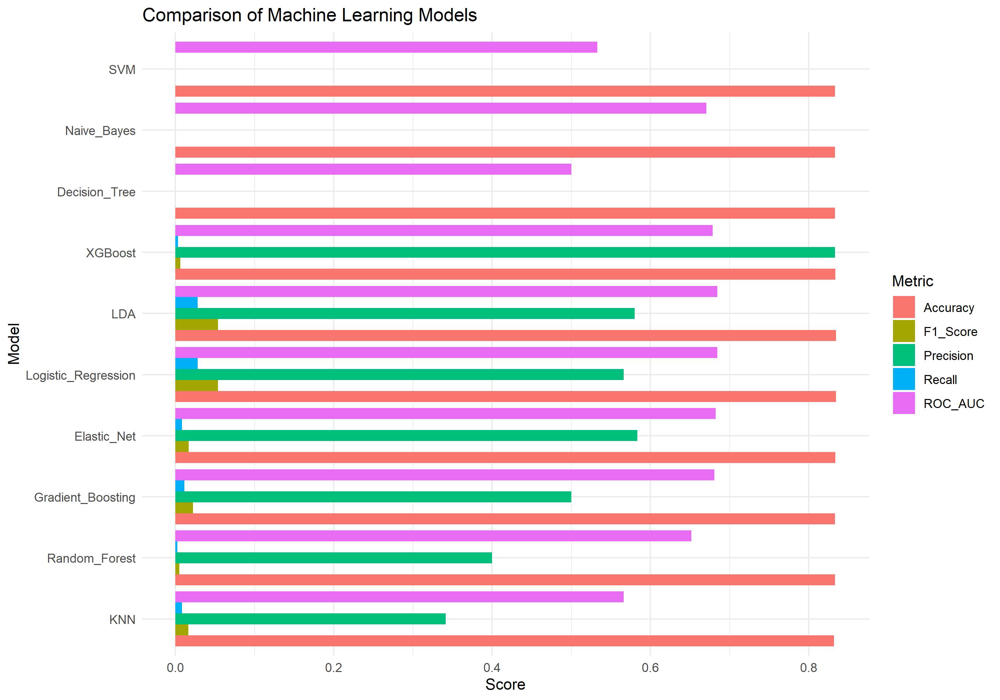 Comparison of Machine Learning Models
Model
SVM
Naive_Bayes
Decision_Tree
XGBoost
LDA
Logistic_Regression
Elastic_Net
Gradient_Boosting
Random_Forest
KNN
0.0 0.2 0.4 0.6 0.8
Score
Metric
Accuracy
F1_Score
Precision
Recall
ROC_AUC